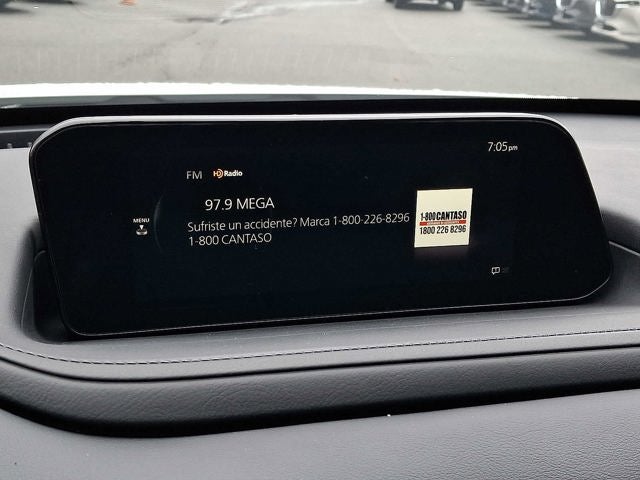 7:05pm
FM HD Radio
97.9 MEGA
MENU
Sufriste un accidente? Marca 1-800-226-8296
1-800 CANTASO
1-800 CANTASO
1800 226 8296